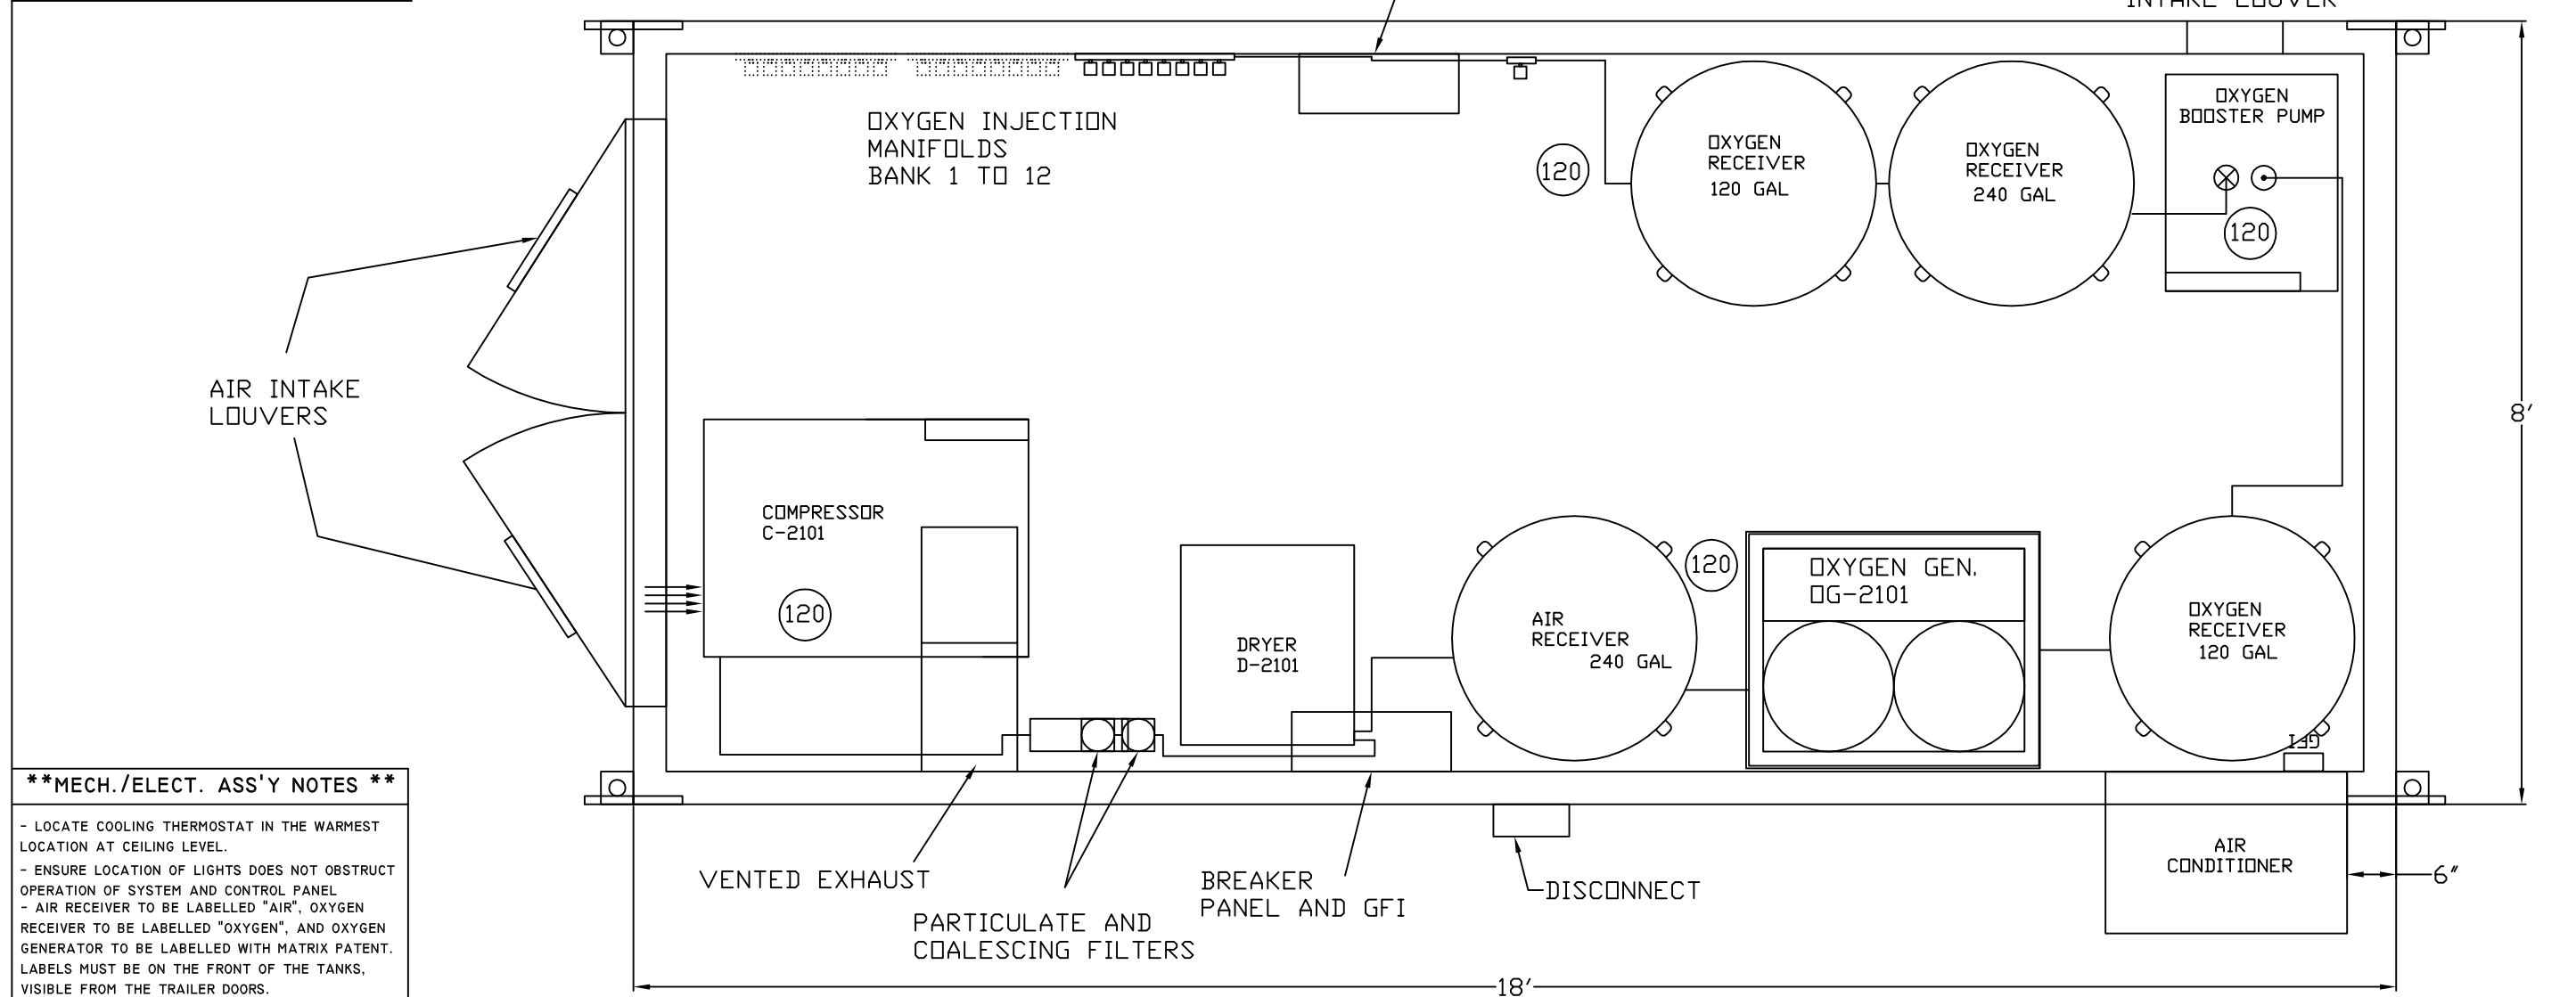 INTAKE LOUVER
OXYGEN INJECTION
MANIFOLDS
BANK 1 TO 12
120
OXYGEN
RECEIVER
120 GAL
OXYGEN
RECEIVER
240 GAL
OXYGEN
BOOSTER PUMP
120
AIR INTAKE
LOUVERS
8'
COMPRESSOR
C-2101
120
DRYER
D-2101
AIR
RECEIVER
240 GAL
120
OXYGEN GEN.
OG-2101
OXYGEN
RECEIVER
120 GAL
GFI
**MECH./ELECT. ASS'Y NOTES **
- LOCATE COOLING THERMOSTAT IN THE WARMEST
LOCATION AT CEILING LEVEL.
- ENSURE LOCATION OF LIGHTS DOES NOT OBSTRUCT
OPERATION OF SYSTEM AND CONTROL PANEL
- AIR RECEIVER TO BE LABELLED "AIR", OXYGEN
RECEIVER TO BE LABELLED "OXYGEN", AND OXYGEN
GENERATOR TO BE LABELLED WITH MATRIX PATENT.
LABELS MUST BE ON THE FRONT OF THE TANKS,
VISIBLE FROM THE TRAILER DOORS.
VENTED EXHAUST
PARTICULATE AND
COALESCING FILTERS
BREAKER
PANEL AND GFI
DISCONNECT
AIR
CONDITIONER
6"
18'